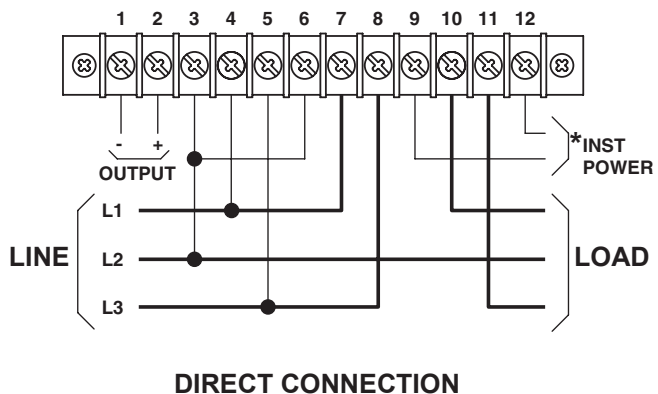 1 2 3 4 5 6 7 8 9 10 11 12
- +
OUTPUT
*INST
POWER
L1
LINE L2 LOAD
L3
DIRECT CONNECTION